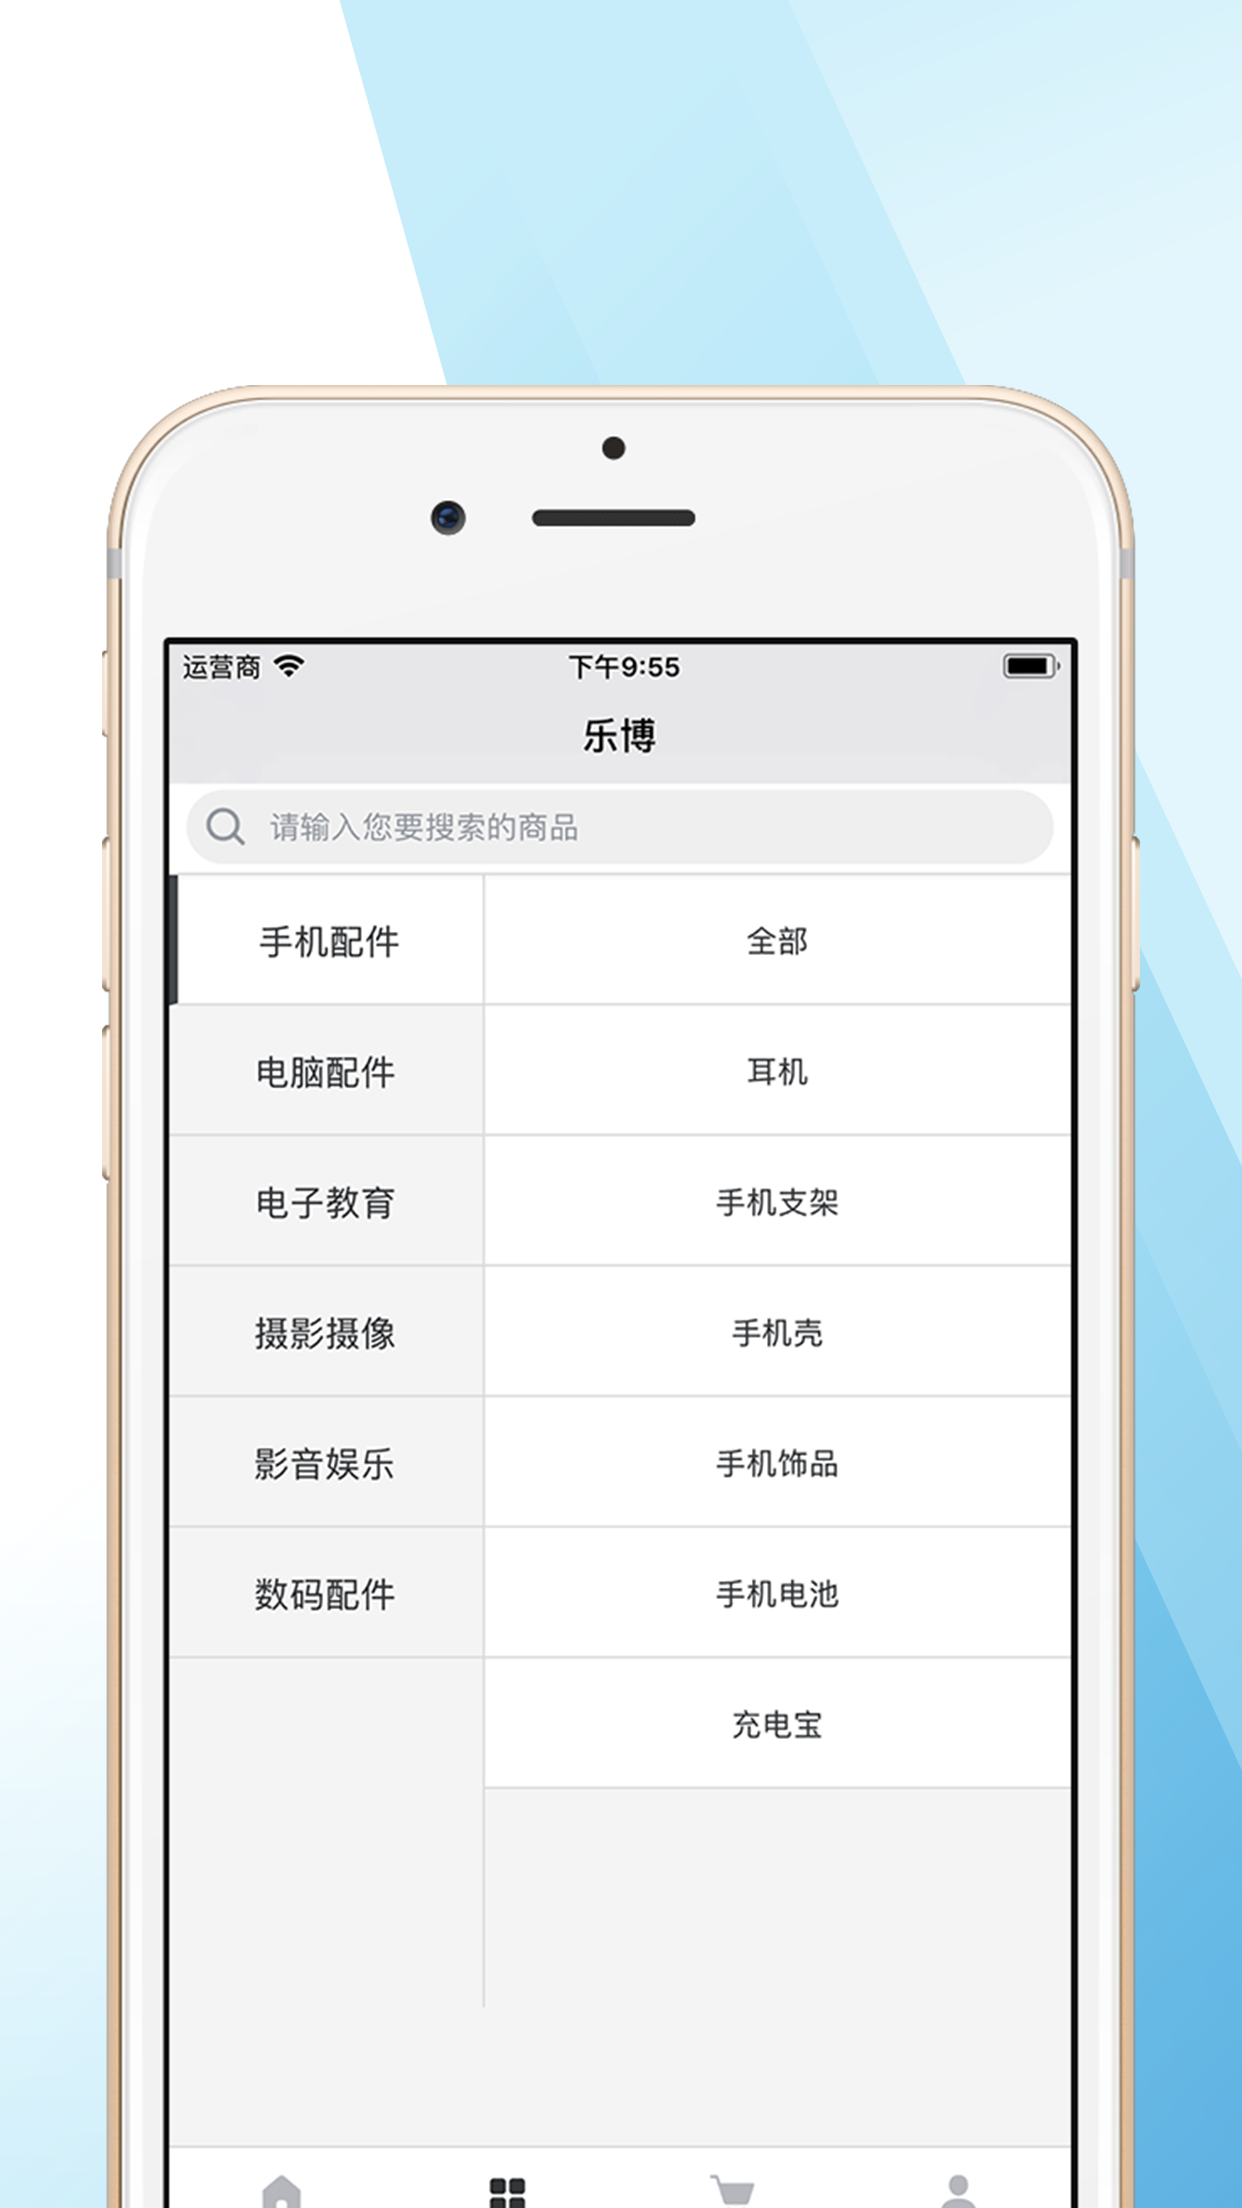 运营商 下午9:55
乐博
请输入您要搜索的商品
手机配件
电脑配件
电子教育
摄影摄像
影音娱乐
数码配件
全部
耳机
手机支架
手机壳
手机饰品
手机电池
充电宝